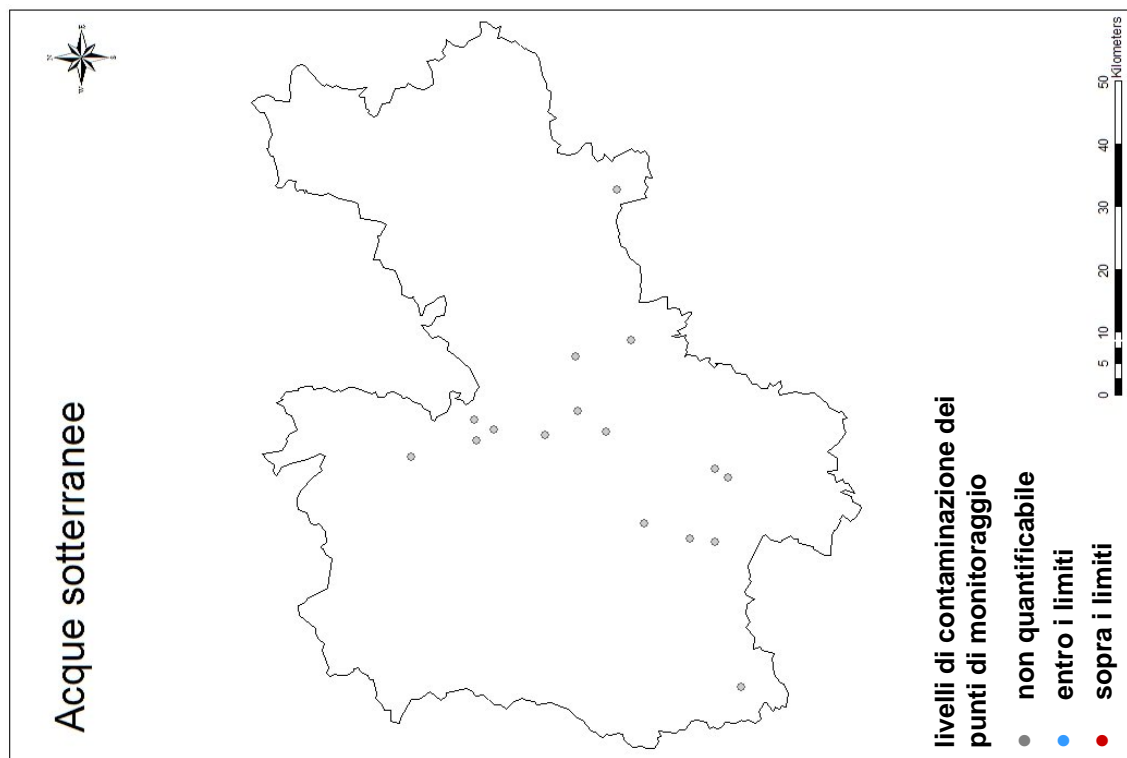 Acque sotterranee
N
E
S
W
livelli di contaminazione dei
punti di monitoraggio
non quantificabile
entro i limiti
sopra i limiti
0 5 10 20 30 40 50
Kilometers